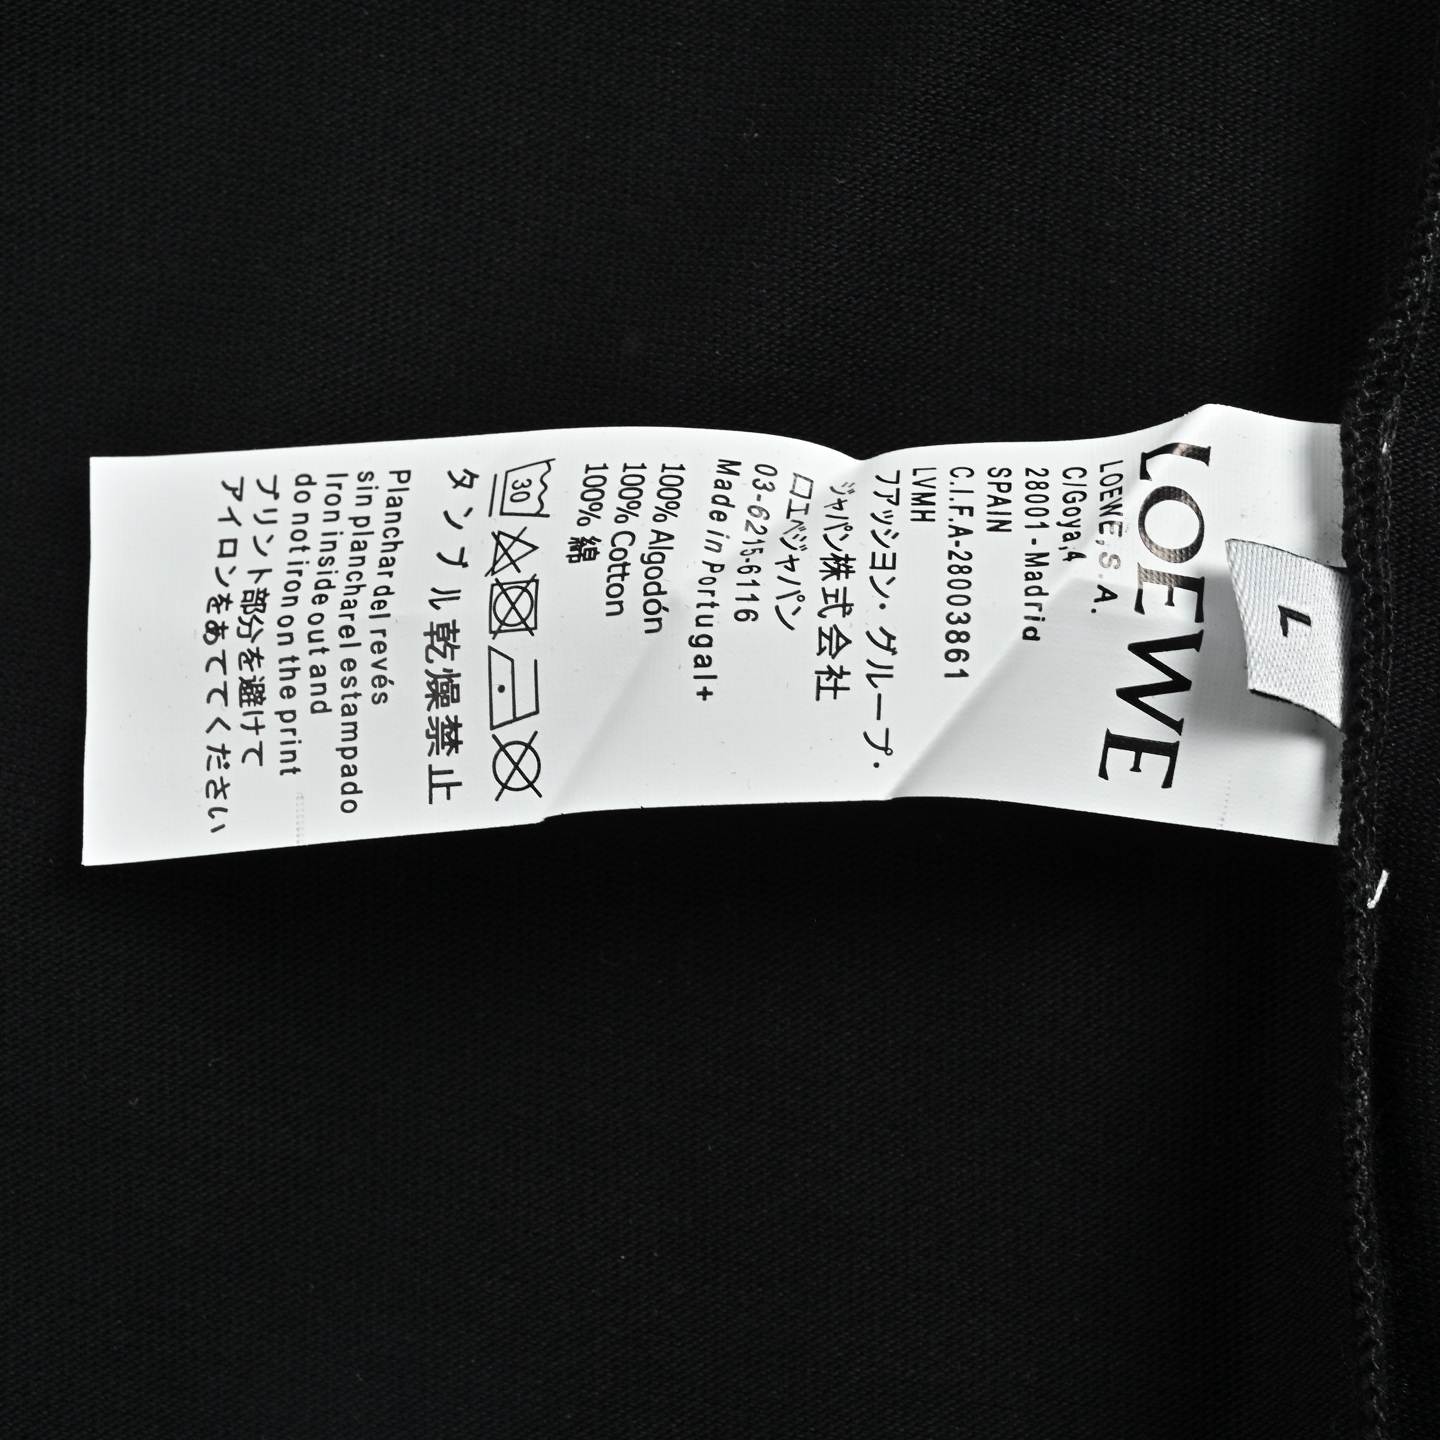 LOEWE
L
LOEWE,S.A.
C/Goya,4
28001-Madrid
SPAIN
C.I.F.A-28003861
LVMH
フアッション・グループ・
ジャパン株式会社
ロエベジャパン
03-6215-6116
Made in Portugal+
100% Algodón
100% Cotton
100% 綿
30
タンブル乾燥禁止
Planchar del revés
sin planchar el estampado
Iron inside out and
do not iron on the print
プリント部分を避けて
アイロンをあててください